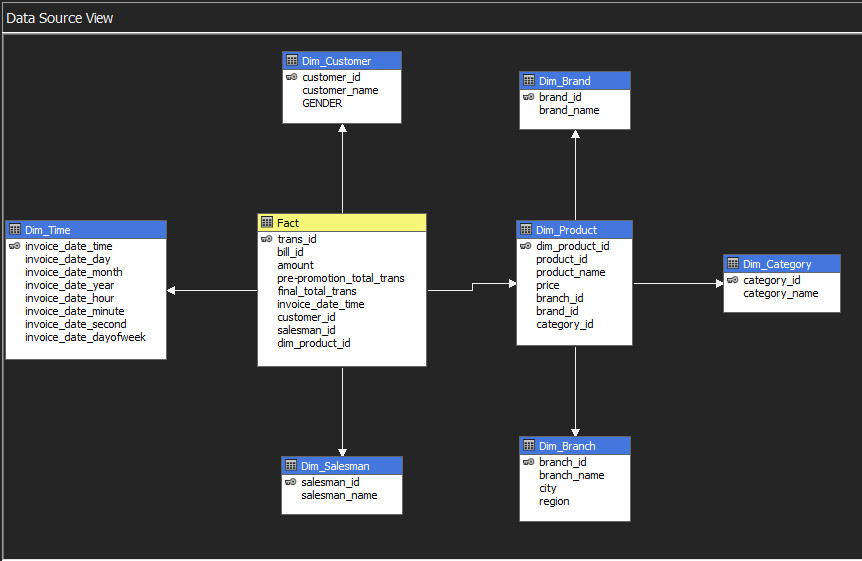 Data Source View
Dim_Customer
customer_id
customer_name
GENDER
Dim_Brand
brand_id
brand_name
Dim_Time
invoice_date_time
invoice_date_day
invoice_date_month
invoice_date_year
invoice_date_hour
invoice_date_minute
invoice_date_second
invoice_date_dayofweek
Fact
trans_id
bill_id
amount
pre-promotion_total_trans
final_total_trans
invoice_date_time
customer_id
salesman_id
dim_product_id
Dim_Product
dim_product_id
product_id
product_name
price
branch_id
brand_id
category_id
Dim_Category
category_id
category_name
Dim_Salesman
salesman_id
salesman_name
Dim_Branch
branch_id
branch_name
city
region